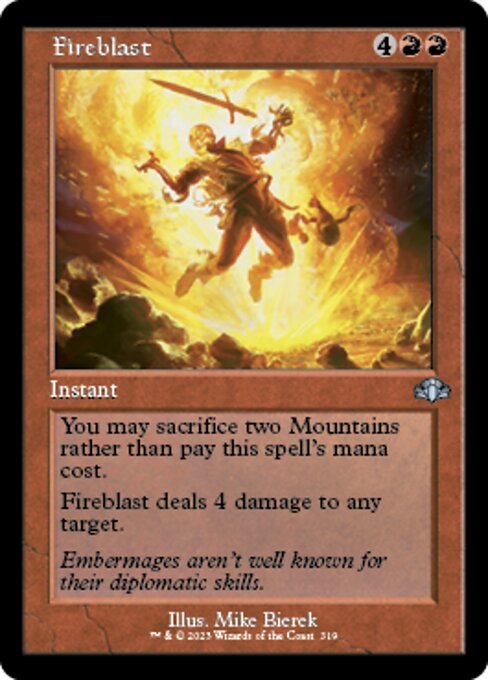 Fireblast 4
Instant
You may sacrifice two Mountains
rather than pay this spell's mana
cost.
Fireblast deals 4 damage to any
target.
Embermages aren't well known for
their diplomatic skills.
Illus. Mike Bierek
™ & © 2023 Wizards of the Coast 319